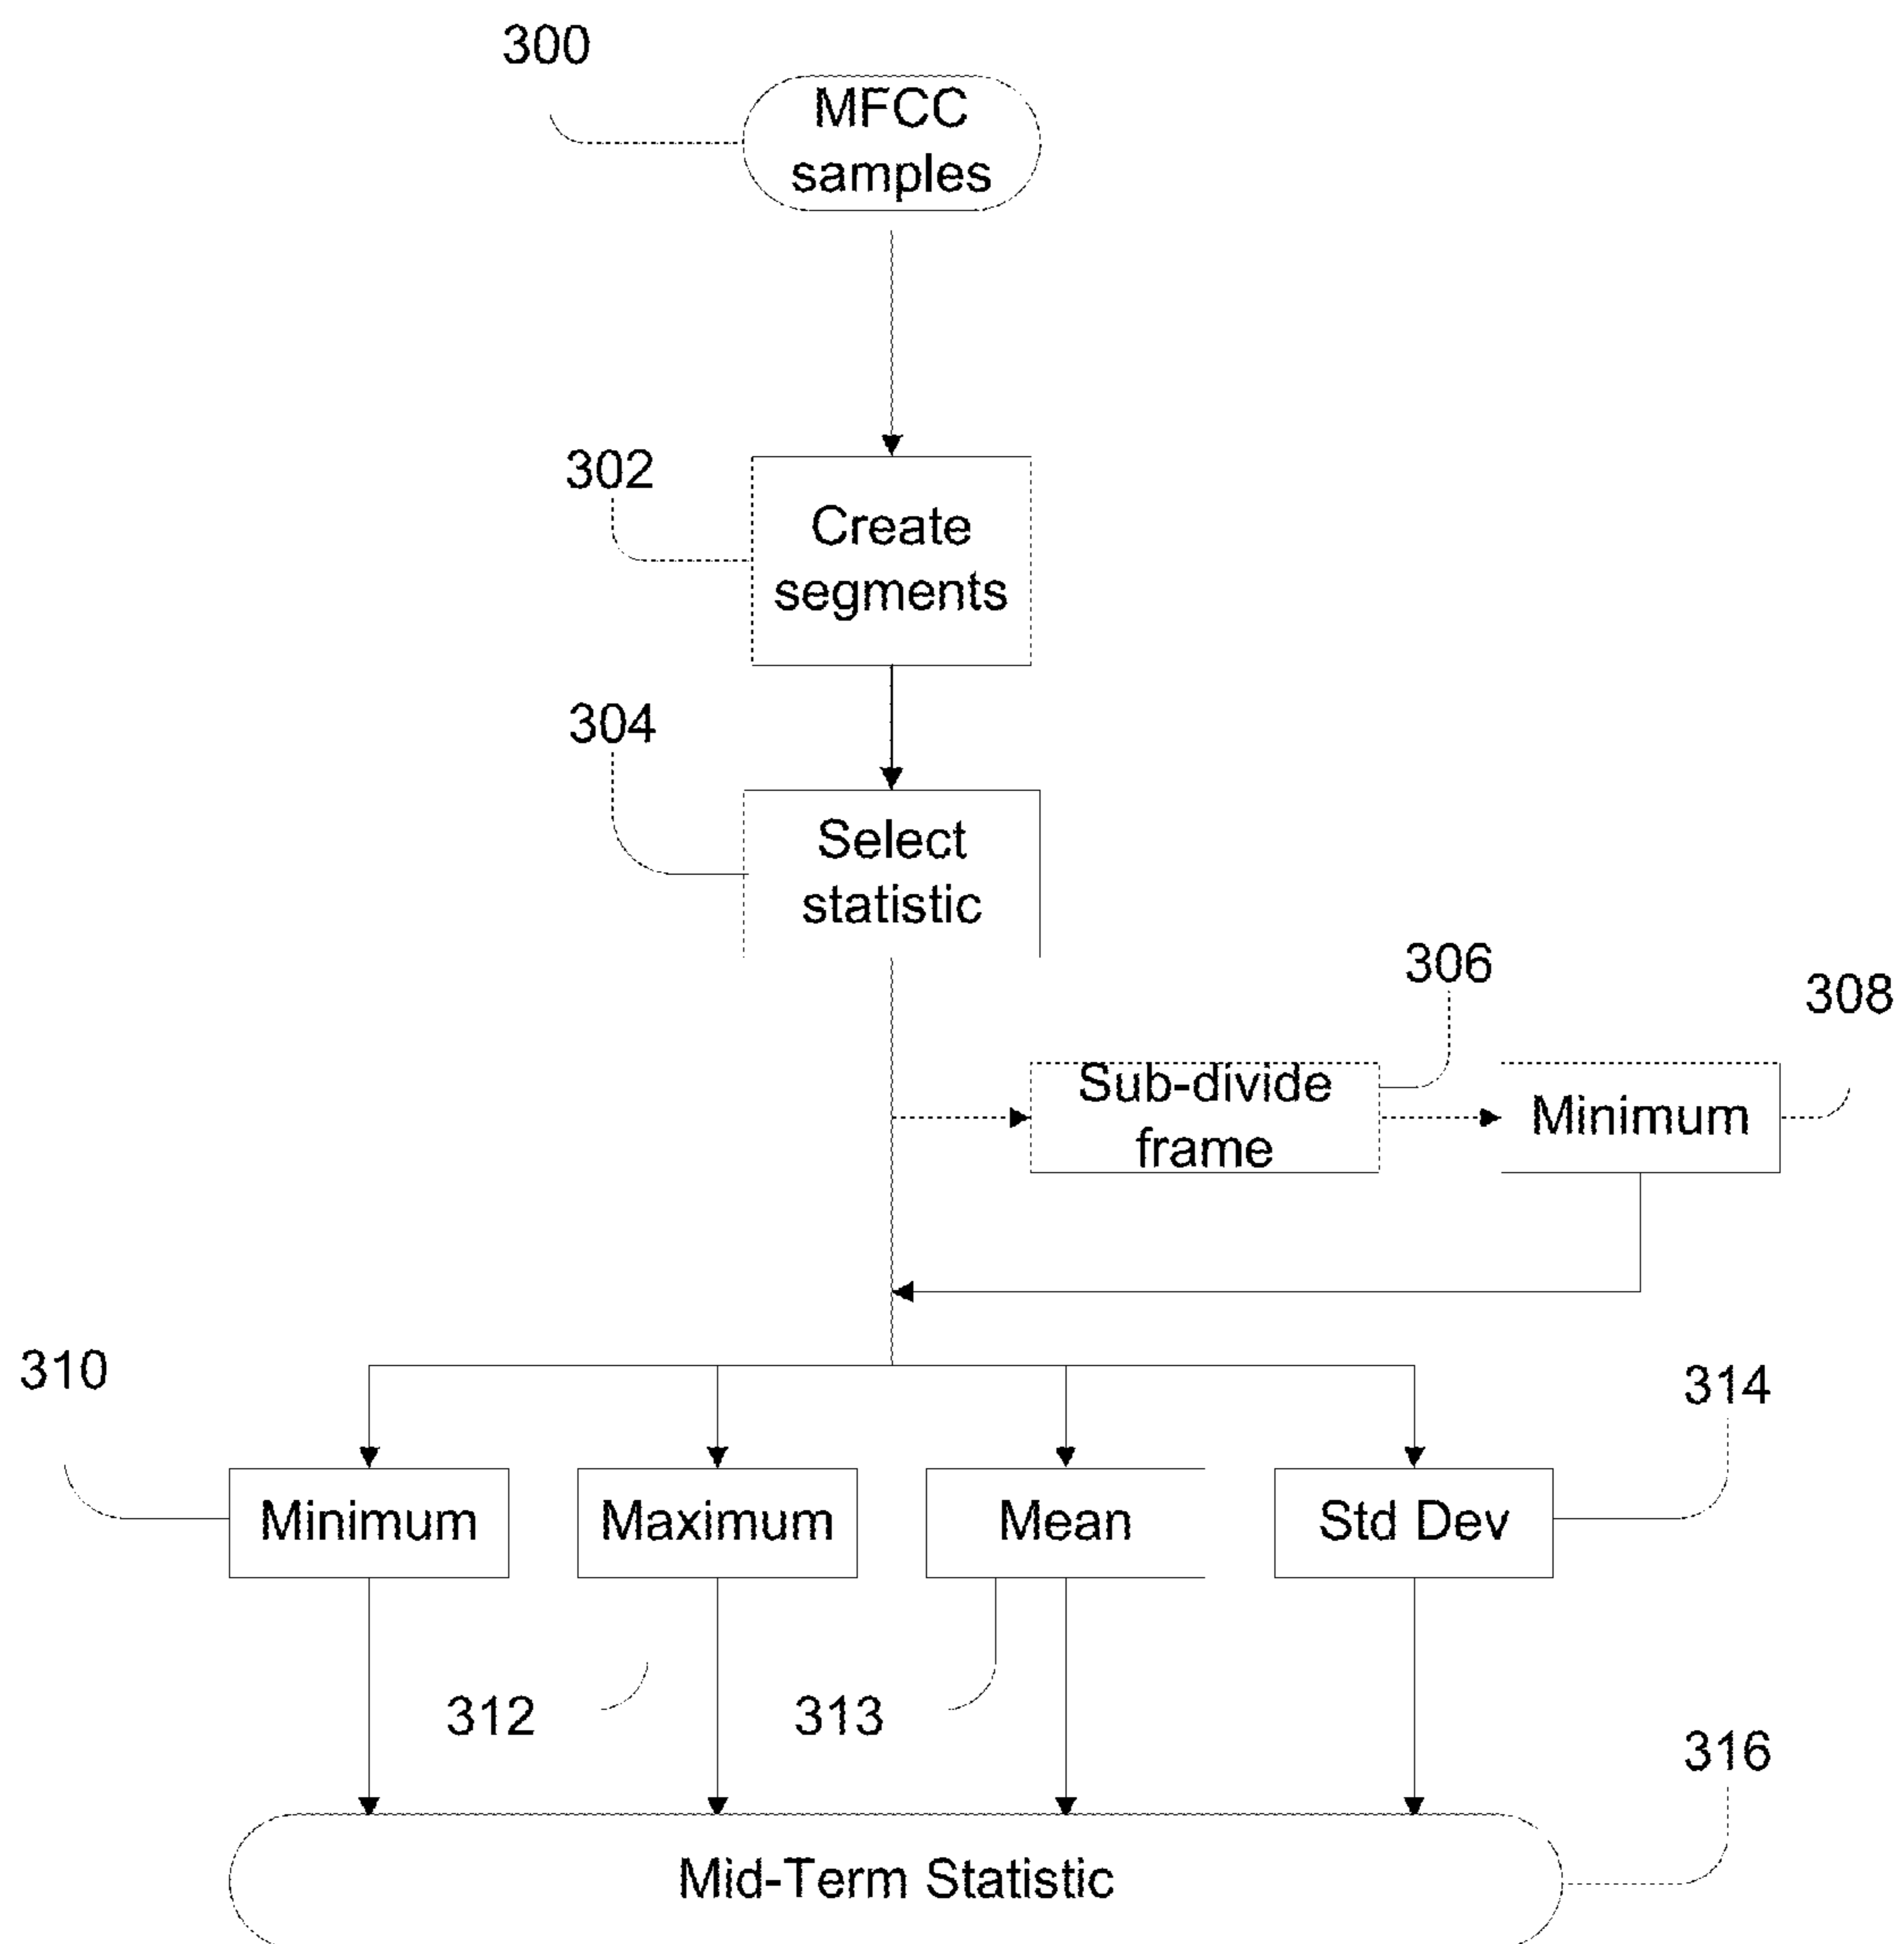 300
MFCC
samples
302
Create
segments
304
Select
statistic
306
308
Sub-divide
frame
Minimum
310
314
Minimum
Maximum
Mean
Std Dev
312
313
316
Mid-Term Statistic